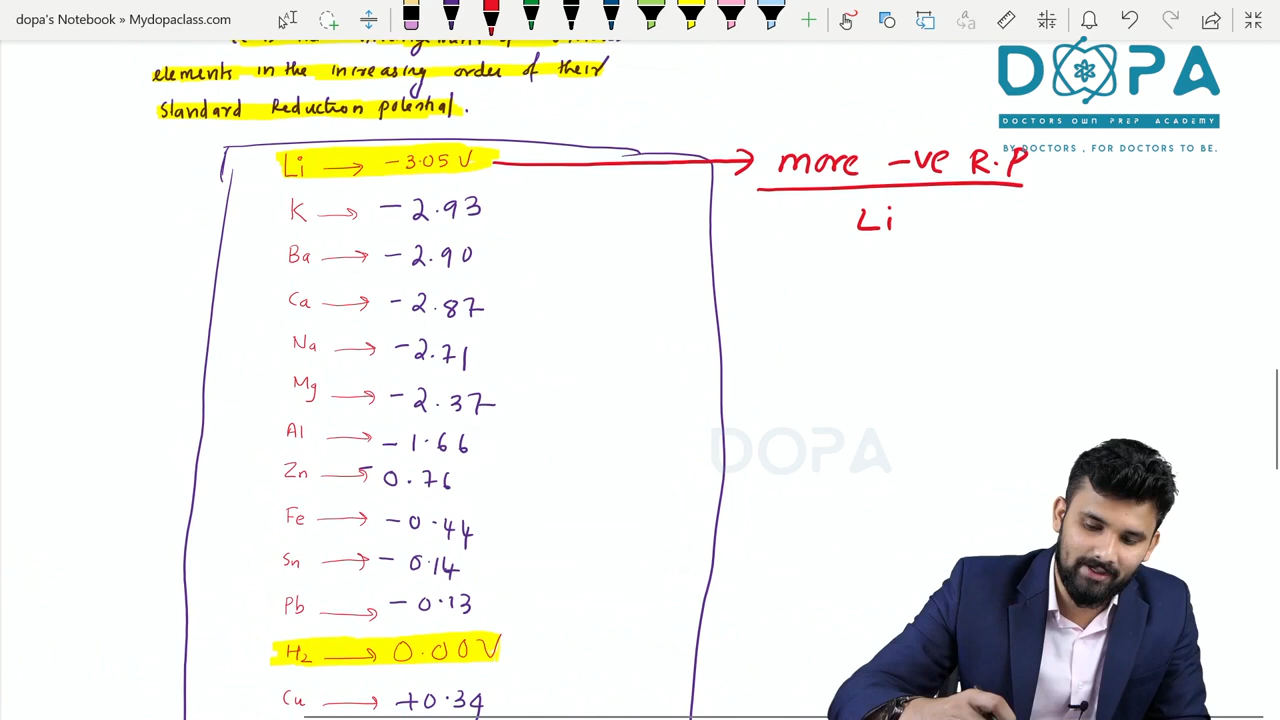 dopa's Notebook » Mydopaclass.com
elements in the increasing order of their
standard Reduction potential.
DOPA
DOCTORS OWN PREP ACADEMY
BY DOCTORS , FOR DOCTORS TO BE.
Li → -3.05 V → more -ve R.P
Li
K → -2.93
Ba → -2.90
Ca → -2.87
Na → -2.71
Mg → -2.37
Al → -1.66
DOPA
Zn → -0.76
Fe → -0.44
Sn → -0.14
Pb → -0.13
H₂ → 0.00V
Cu → +0.34